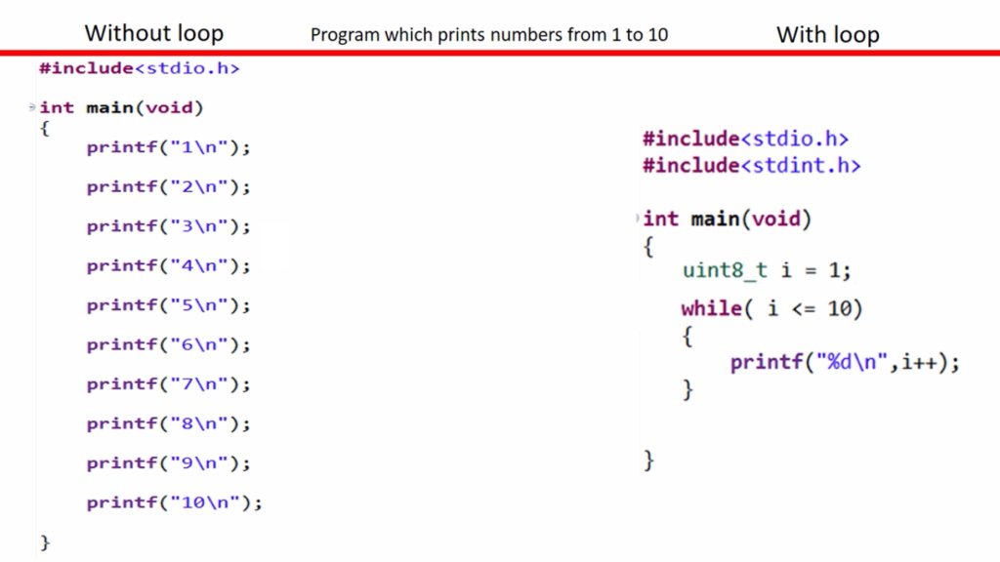 Without loop
Program which prints numbers from 1 to 10
With loop
#include<stdio.h>
int main(void)
{
printf("1\n");
printf("2\n");
printf("3\n");
printf("4\n");
printf("5\n");
printf("6\n");
printf("7\n");
printf("8\n");
printf("9\n");
printf("10\n");
}
#include<stdio.h>
#include<stdint.h>
int main(void)
{
uint8_t i = 1;
while( i <= 10)
{
printf("%d\n",i++);
}
}